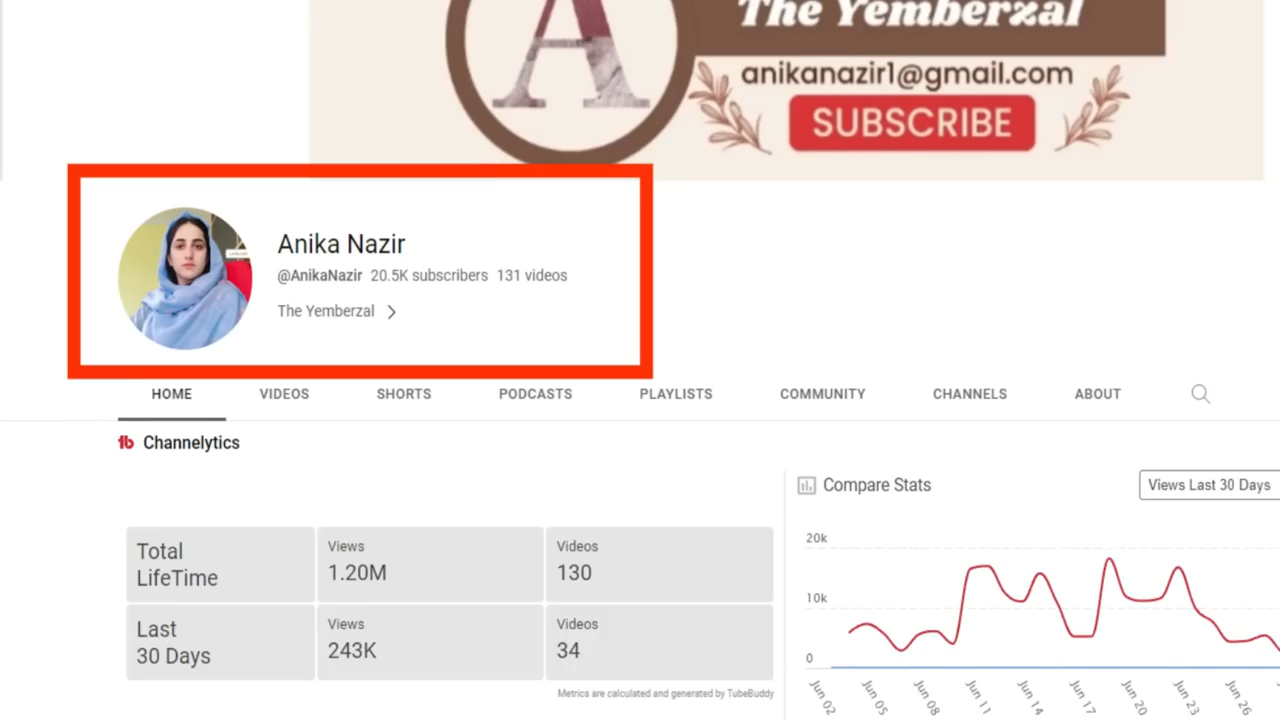 A
The Yemberzal
anikanazir1@gmail.com
SUBSCRIBE
Anika Nazir
@AnikaNazir 20.5K subscribers 131 videos
The Yemberzal >
HOME VIDEOS SHORTS PODCASTS PLAYLISTS COMMUNITY CHANNELS ABOUT
tb Channelytics
Compare Stats
Views Last 30 Days
Total LifeTime
Views
1.20M
Videos
130
Last 30 Days
Views
243K
Videos
34
Metrics are calculated and generated by TubeBuddy
20k
10k
0
Jun 02 Jun 05 Jun 08 Jun 11 Jun 14 Jun 17 Jun 20 Jun 23 Jun 26